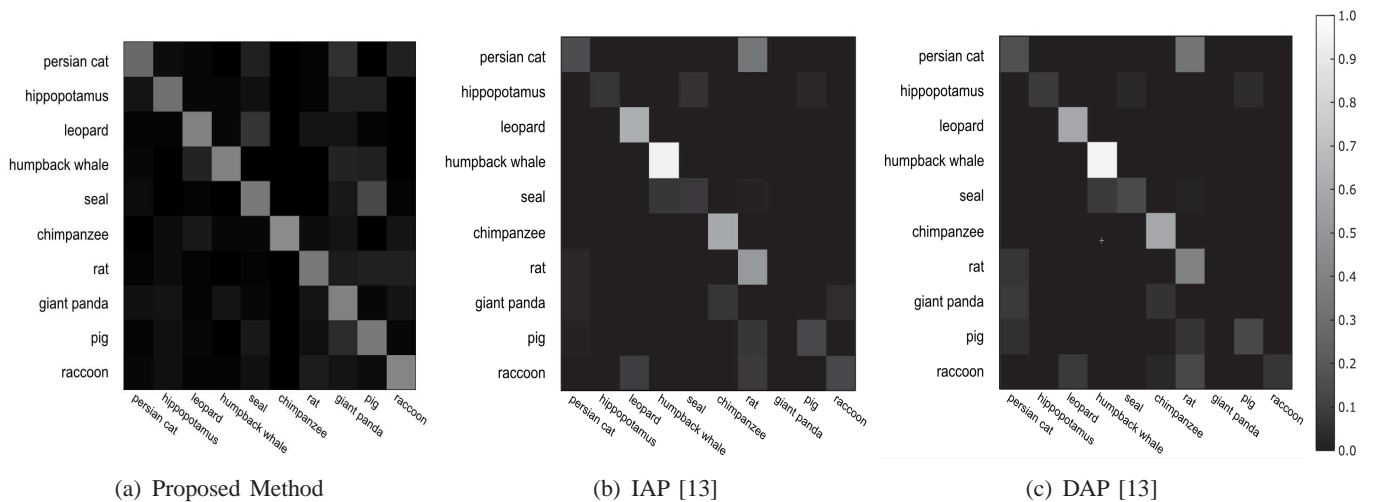 persian cat
hippopotamus
leopard
humpback whale
seal
chimpanzee
rat
giant panda
pig
raccoon
persian cat
hippopotamus
leopard
humpback whale
seal
chimpanzee
rat
giant panda
pig
raccoon
(a) Proposed Method
persian cat
hippopotamus
leopard
humpback whale
seal
chimpanzee
rat
giant panda
pig
raccoon
persian cat
hippopotamus
leopard
humpback whale
seal
chimpanzee
rat
giant panda
pig
raccoon
(b) IAP [13]
persian cat
hippopotamus
leopard
humpback whale
seal
chimpanzee
rat
giant panda
pig
raccoon
persian cat
hippopotamus
leopard
humpback whale
seal
chimpanzee
rat
giant panda
pig
raccoon
(c) DAP [13]
1.0
0.9
0.8
0.7
0.6
0.5
0.4
0.3
0.2
0.1
0.0